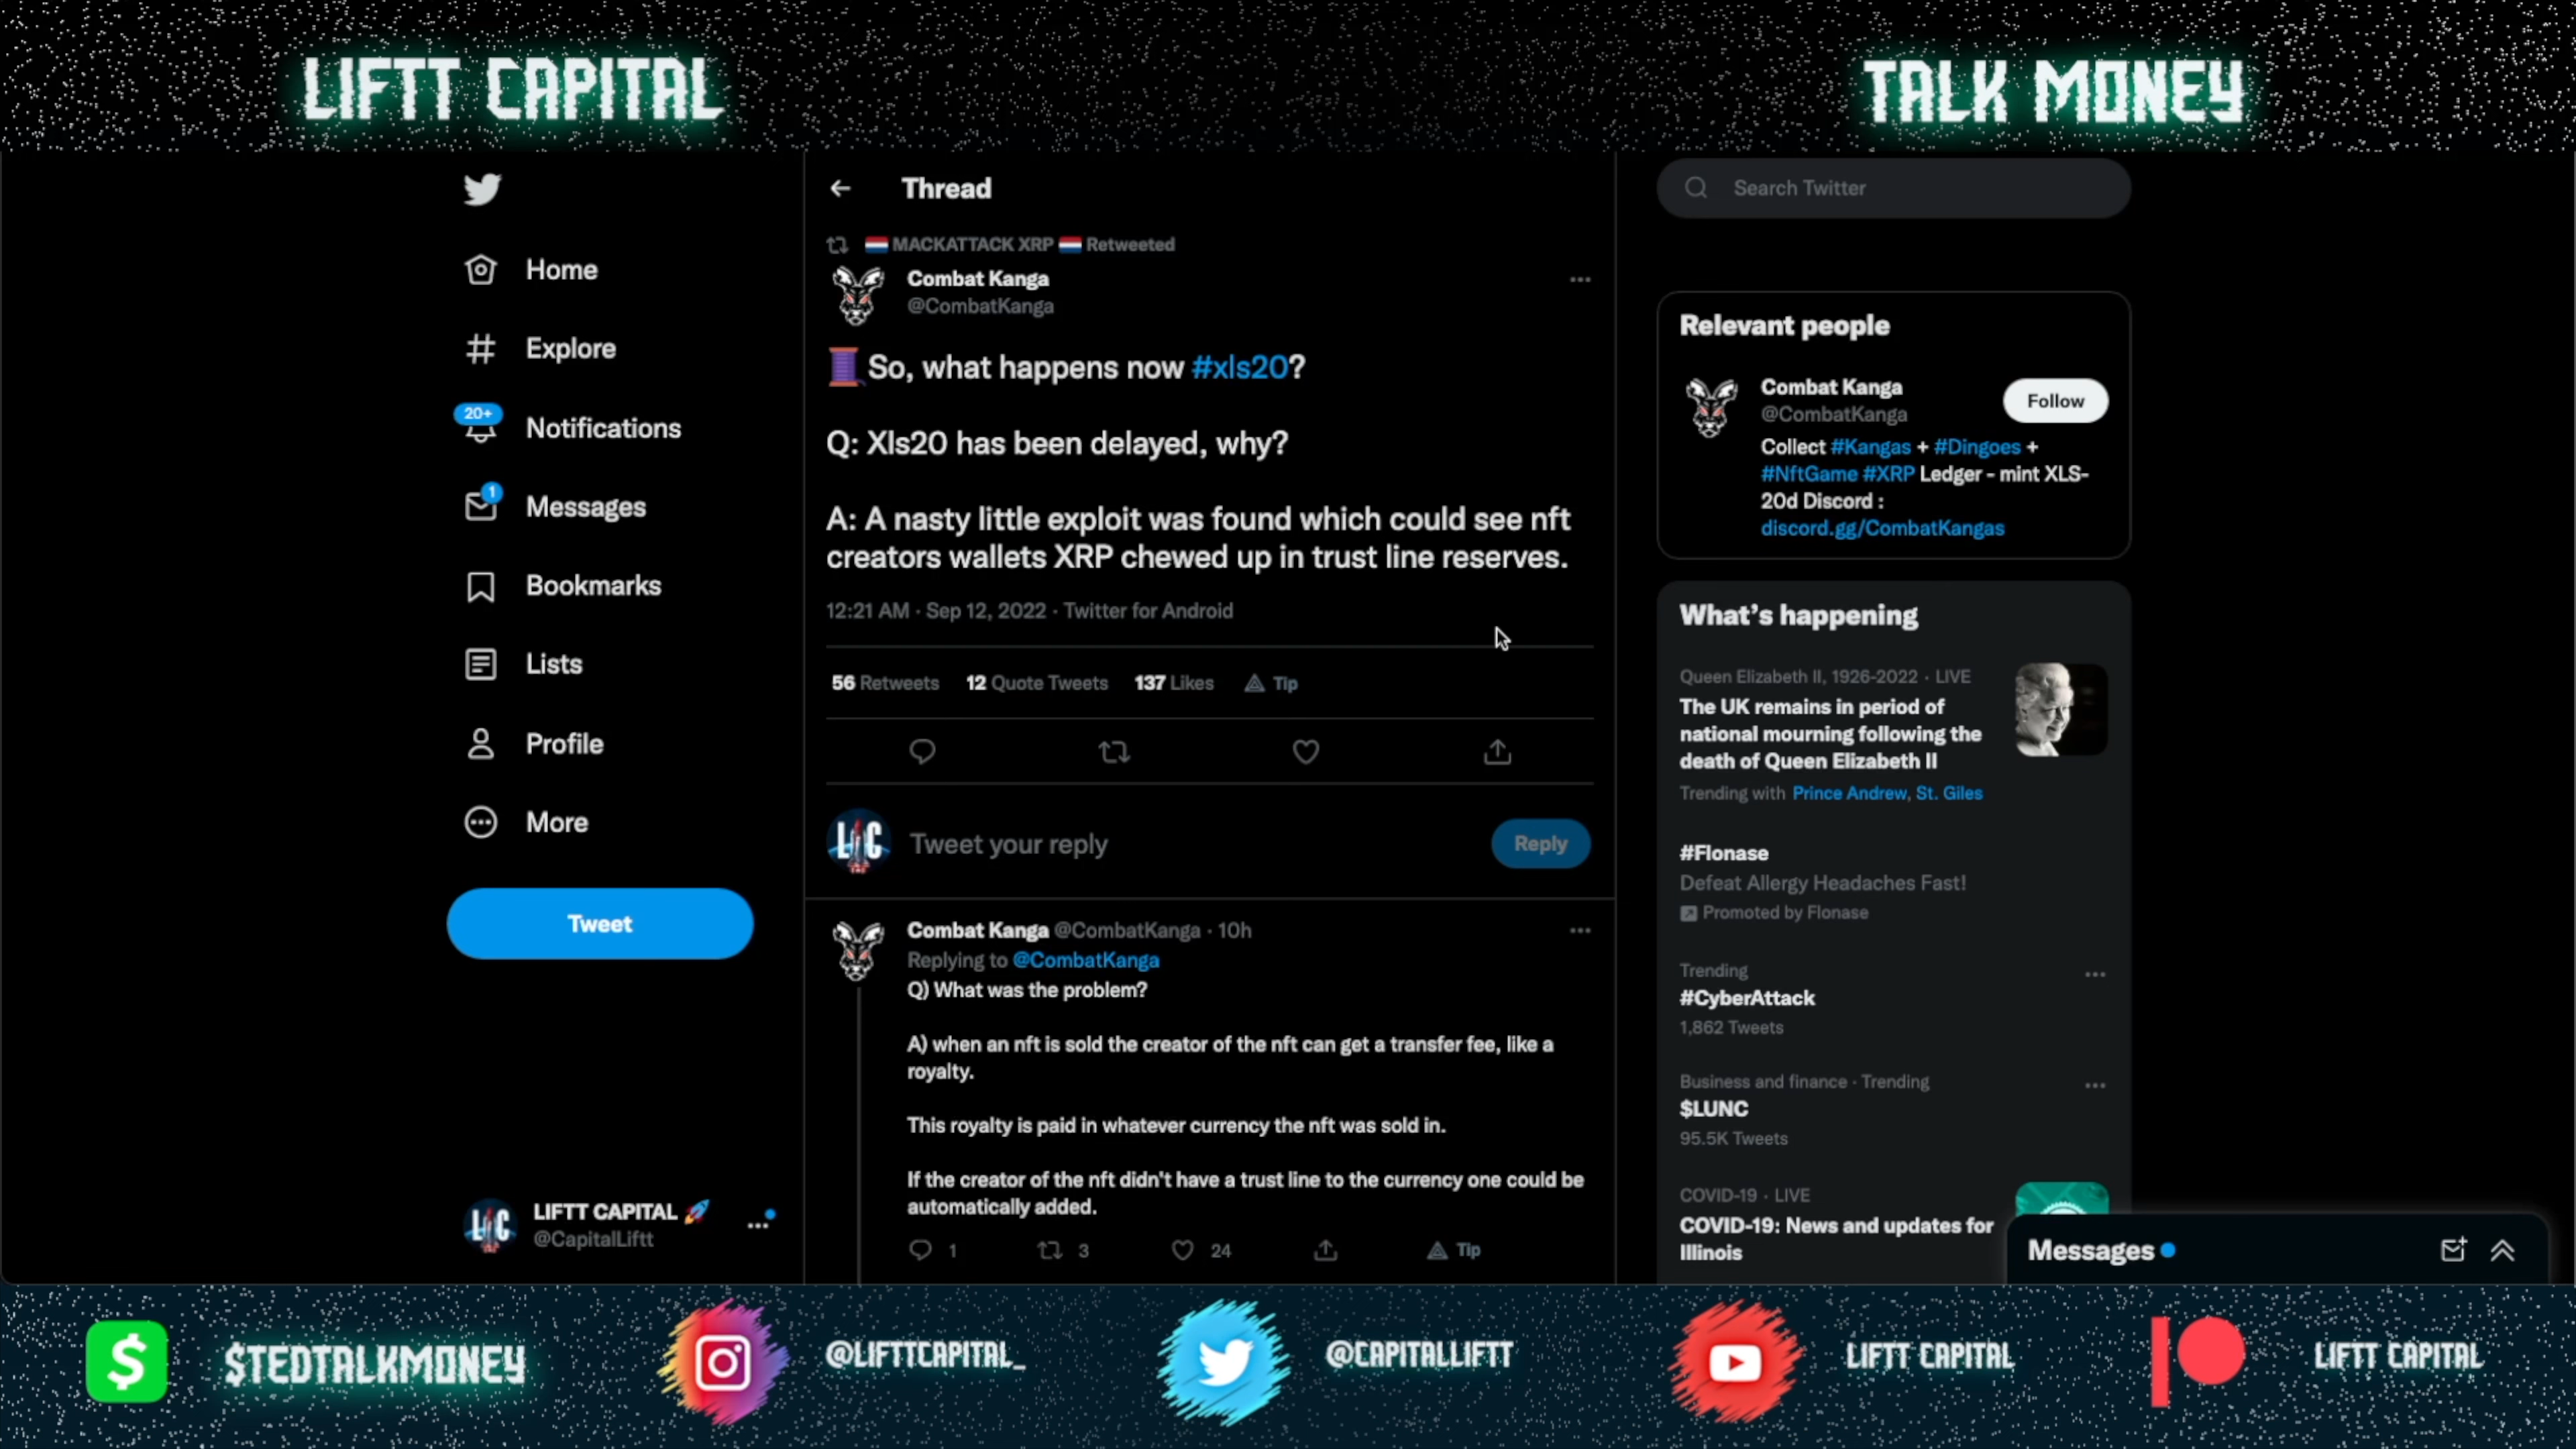 LIFTT CAPITAL
TALK MONEY
Home
Explore
20+
Notifications
1
Messages
Bookmarks
Lists
Profile
More
Tweet
LIFTT CAPITAL 🚀
@CapitalLiftt
Thread
🇳🇱 MACKATTACK XRP 🇳🇱 Retweeted
Combat Kanga
@CombatKanga
🧵So, what happens now #xls20?
Q: Xls20 has been delayed, why?
A: A nasty little exploit was found which could see nft
creators wallets XRP chewed up in trust line reserves.
12:21 AM · Sep 12, 2022 · Twitter for Android
56 Retweets 12 Quote Tweets 137 Likes Tip
LC
Tweet your reply
Reply
Combat Kanga @CombatKanga · 10h
Replying to @CombatKanga
Q) What was the problem?
A) when an nft is sold the creator of the nft can get a transfer fee, like a
royalty.
This royalty is paid in whatever currency the nft was sold in.
If the creator of the nft didn't have a trust line to the currency one could be
automatically added.
1 3 24 Tip
Search Twitter
Relevant people
Combat Kanga
@CombatKanga
Follow
Collect #Kangas + #Dingoes +
#NftGame #XRP Ledger - mint XLS-
20d Discord :
discord.gg/CombatKangas
What's happening
Queen Elizabeth II, 1926-2022 · LIVE
The UK remains in period of
national mourning following the
death of Queen Elizabeth II
Trending with Prince Andrew, St. Giles
#Flonase
Defeat Allergy Headaches Fast!
Promoted by Flonase
Trending
#CyberAttack
1,862 Tweets
Business and finance · Trending
$LUNC
95.5K Tweets
COVID-19 · LIVE
COVID-19: News and updates for
Illinois
Messages
$TEDTALKMONEY
@LIFTTCAPITAL_
@CAPITALLIFTT
LIFTT CAPITAL
LIFTT CAPITAL